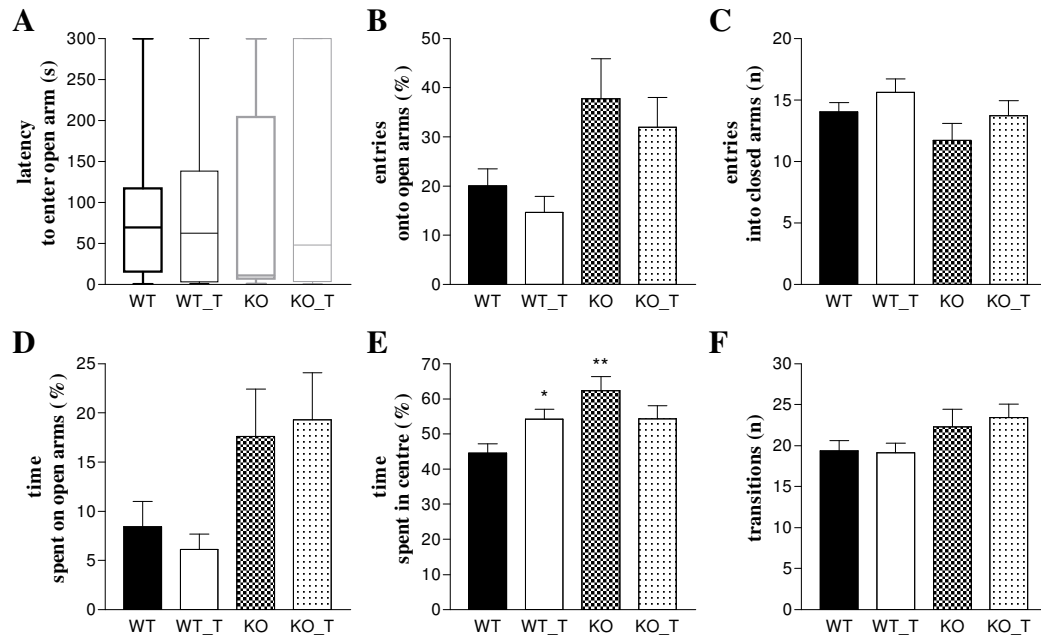 A
latency
to enter open arm (s)
300
250
200
150
100
50
0
WT
WT_T
KO
KO_T
B
entries
onto open arms (%)
50
40
30
20
10
0
WT
WT_T
KO
KO_T
C
entries
into closed arms (n)
20
15
10
5
0
WT
WT_T
KO
KO_T
D
time
spent on open arms (%)
25
20
15
10
5
0
WT
WT_T
KO
KO_T
E
time
spent in centre (%)
70
60
50
40
30
20
10
0
*
**
WT
WT_T
KO
KO_T
F
transitions (n)
30
25
20
15
10
5
0
WT
WT_T
KO
KO_T